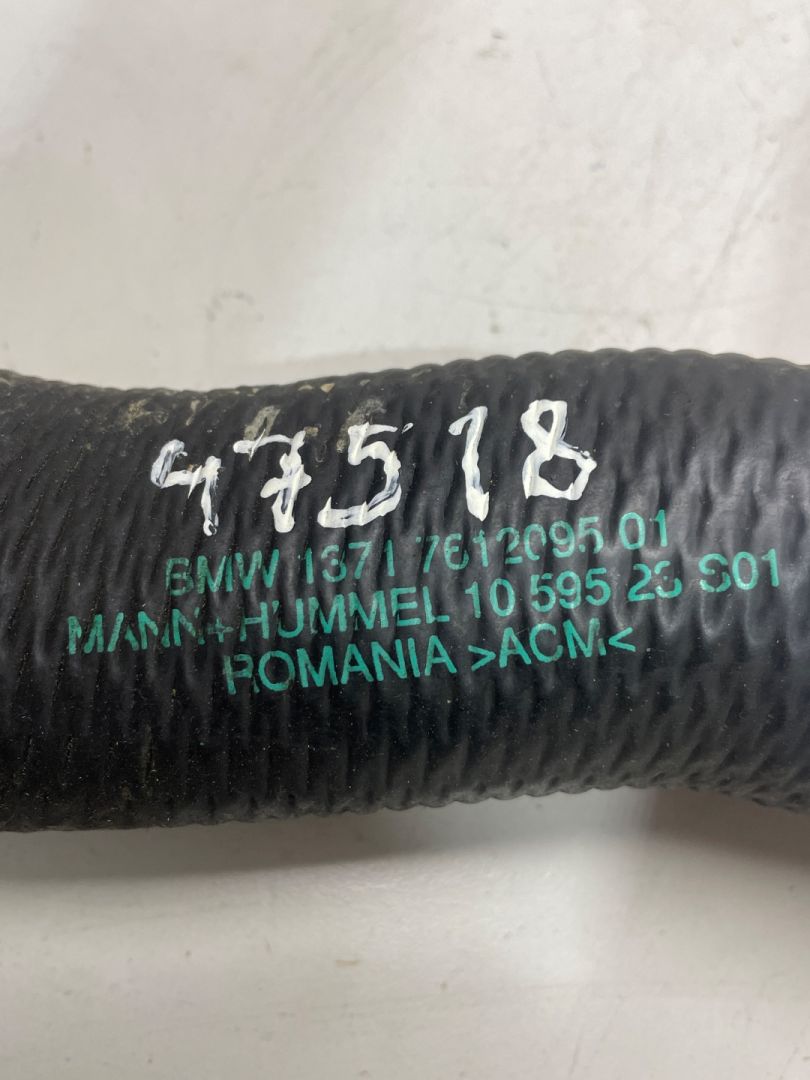 47518
BMW 1371 7612095 01
MANN+HUMMEL 10 595 23 S01
ROMANIA >ACM<